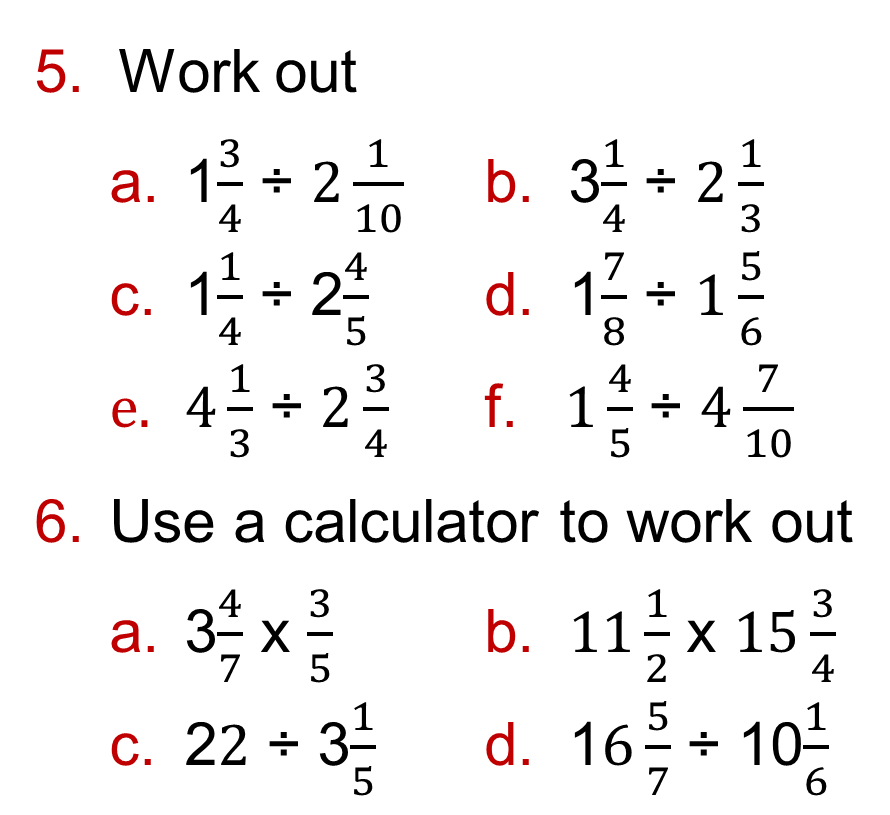 5. Work out
a. 1 3/4 ÷ 2 1/10 b. 3 1/4 ÷ 2 1/3
c. 1 1/4 ÷ 2 4/5 d. 1 7/8 ÷ 1 5/6
e. 4 1/3 ÷ 2 3/4 f. 1 4/5 ÷ 4 7/10
6. Use a calculator to work out
a. 3 4/7 x 3/5 b. 11 1/2 x 15 3/4
c. 22 ÷ 3 1/5 d. 16 5/7 ÷ 10 1/6